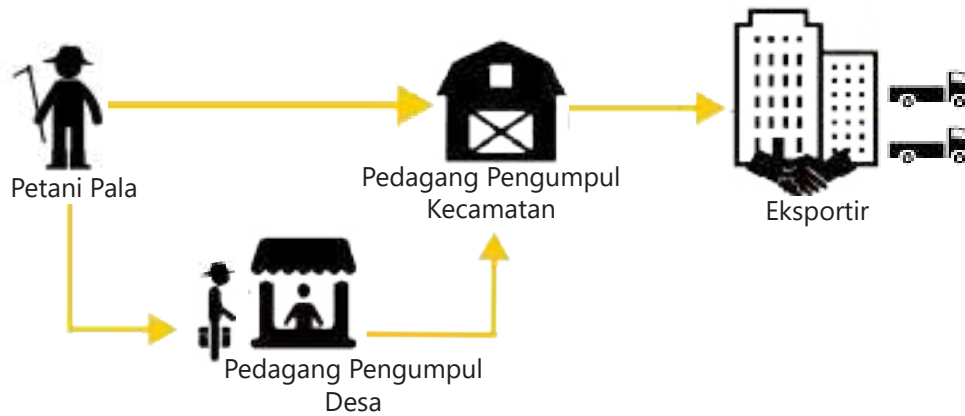 Petani Pala
Pedagang Pengumpul
Kecamatan
Eksportir
Pedagang Pengumpul
Desa